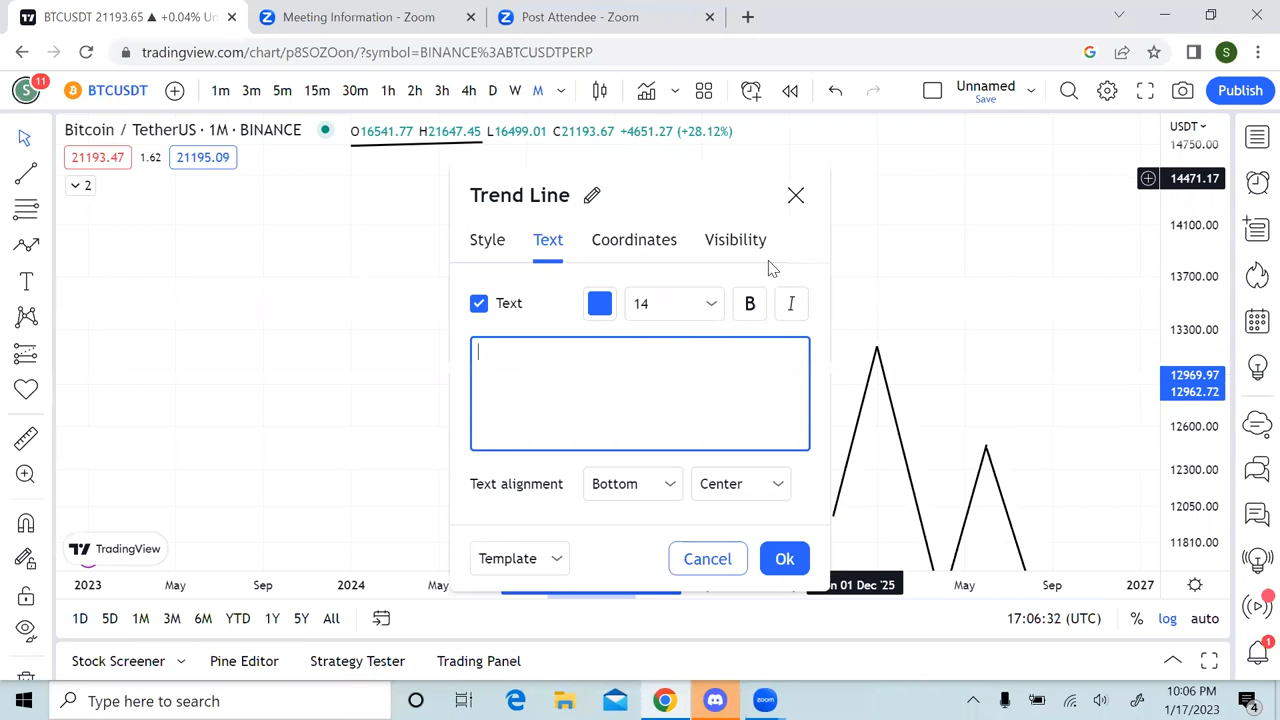 BTCUSDT 21193.65 ▲ +0.04% Un
Meeting Information - Zoom
Post Attendee - Zoom
tradingview.com/chart/p8SOZOon/?symbol=BINANCE%3ABTCUSDTPERP
S
S
11
BTCUSDT
1m 3m 5m 15m 30m 1h 2h 3h 4h D W M
Unnamed
Save
Publish
Bitcoin / TetherUS · 1M · BINANCE
O16541.77 H21647.45 L16499.01 C21193.67 +4651.27 (+28.12%)
USDT
21193.47 1.62 21195.09
2
14750.00
14471.17
14100.00
13700.00
13300.00
12969.97
12962.72
12600.00
12300.00
12050.00
11810.00
Trend Line
Style Text Coordinates Visibility
Text 14 B I
Text alignment Bottom Center
Template Cancel Ok
TradingView
2023 May Sep 2024 May n 01 Dec '25 May Sep 2027
1D 5D 1M 3M 6M YTD 1Y 5Y All
17:06:32 (UTC) % log auto
Stock Screener Pine Editor Strategy Tester Trading Panel
1
Type here to search
zoom
10:06 PM
1/17/2023
4